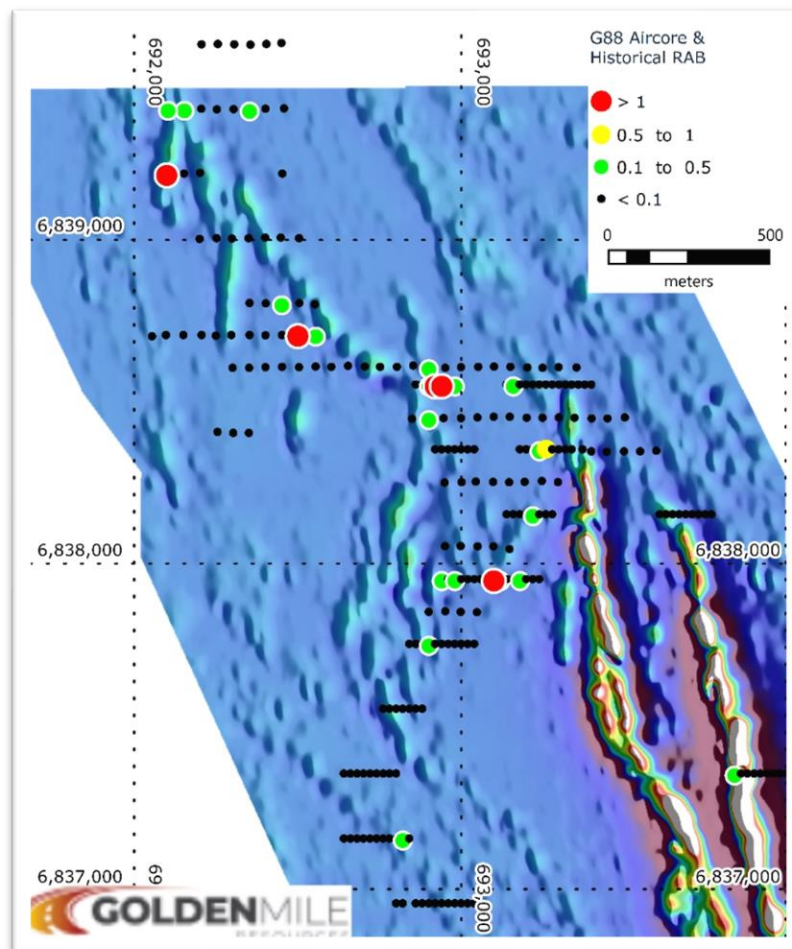 G88 Aircore &
Historical RAB
> 1
0.5 to 1
0.1 to 0.5
< 0.1
0 500
meters
692,000
693,000
6,839,000
6,838,000
6,838,000
6,837,000
69
693,000
6,837,000
GOLDENMILE
RESOURCES